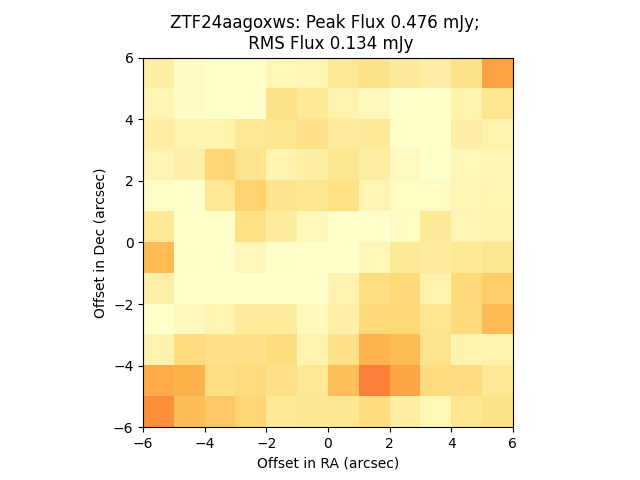 ZTF24aagoxws: Peak Flux 0.476 mJy;
RMS Flux 0.134 mJy
6
4
2
0
−2
−4
−6
Offset in Dec (arcsec)
−6 −4 −2 0 2 4 6
Offset in RA (arcsec)